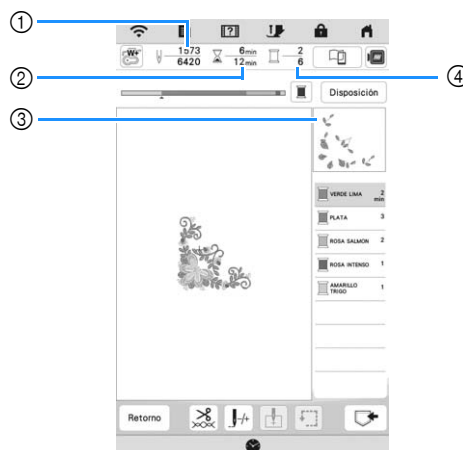 ①
②
③
④
W+
1573
6420
6min
12min
2
6
Disposición
VERDE LIMA 2 min
PLATA 3
ROSA SALMON 2
ROSA INTENSO 1
AMARILLO TRIGO 1
Retorno